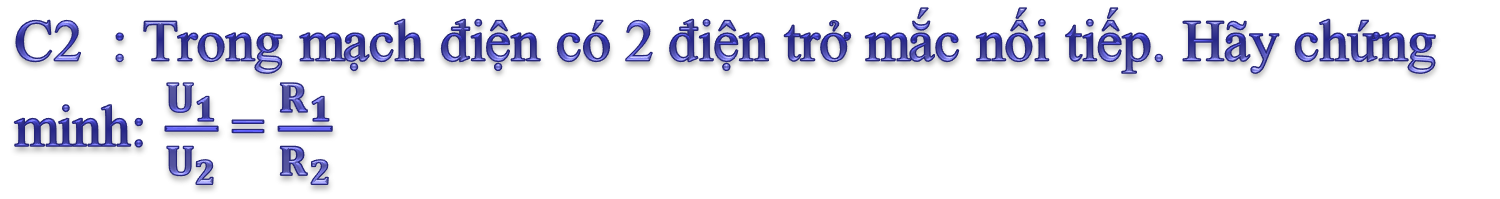 C2 : Trong mạch điện có 2 điện trở mắc nối tiếp. Hãy chứng
minh: U₁/U₂ = R₁/R₂